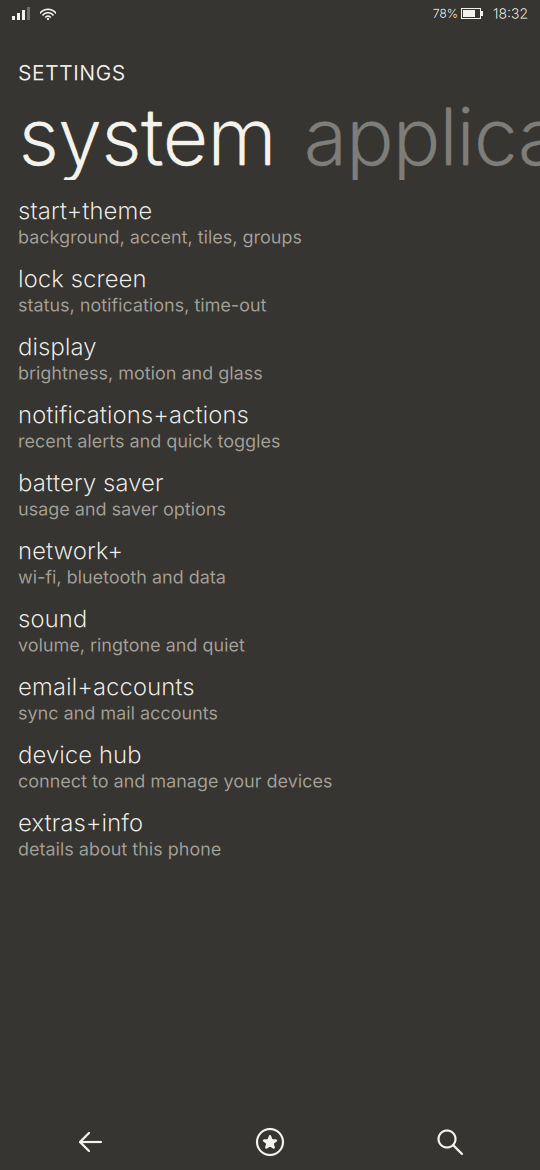 78% 18:32
SETTINGS
system applica
start+theme
background, accent, tiles, groups
lock screen
status, notifications, time-out
display
brightness, motion and glass
notifications+actions
recent alerts and quick toggles
battery saver
usage and saver options
network+
wi-fi, bluetooth and data
sound
volume, ringtone and quiet
email+accounts
sync and mail accounts
device hub
connect to and manage your devices
extras+info
details about this phone